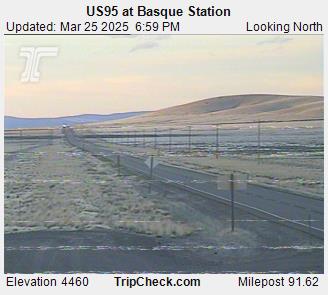 US95 at Basque Station
Updated: Mar 25 2025 6:59 PM Looking North
Elevation 4460 TripCheck.com Milepost 91.62